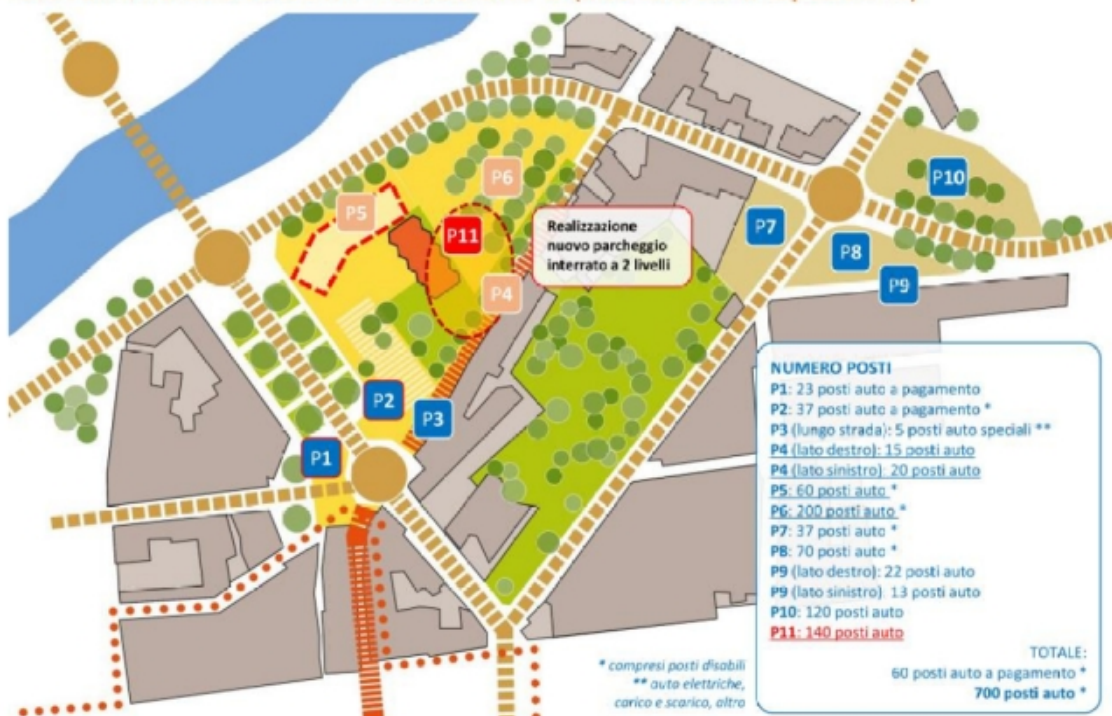 P5
P6
P11
P4
P2
P3
P1
P7
P8
P9
P10
Realizzazione
nuovo parcheggio
interrato a 2 livelli
NUMERO POSTI
P1: 23 posti auto a pagamento
P2: 37 posti auto a pagamento *
P3 (lungo strada): 5 posti auto speciali **
P4 (lato destro): 15 posti auto
P4 (lato sinistro): 20 posti auto
P5: 60 posti auto *
P6: 200 posti auto *
P7: 37 posti auto *
P8: 70 posti auto *
P9 (lato destro): 22 posti auto
P9 (lato sinistro): 13 posti auto
P10: 120 posti auto
P11: 140 posti auto
TOTALE:
60 posti auto a pagamento *
700 posti auto *
* compresi posti disabili
** auto elettriche,
carico e scarico, altro